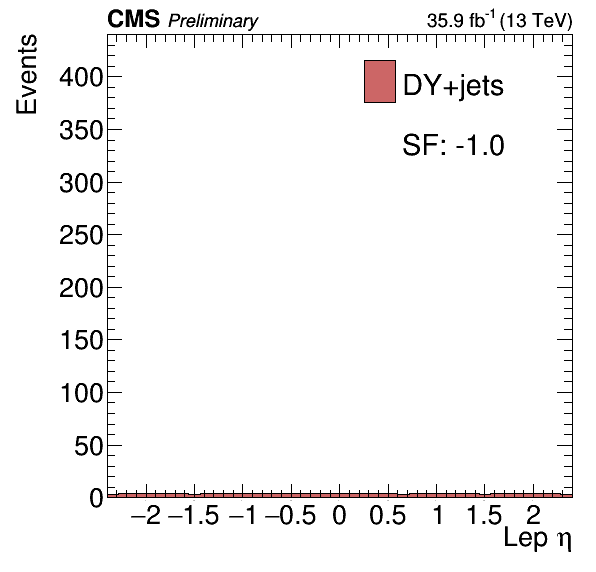 CMS Preliminary 35.9 fb⁻¹ (13 TeV)
Events
DY+jets
SF: -1.0
400
350
300
250
200
150
100
50
0
−2 −1.5 −1 −0.5 0 0.5 1 1.5 2
Lep η